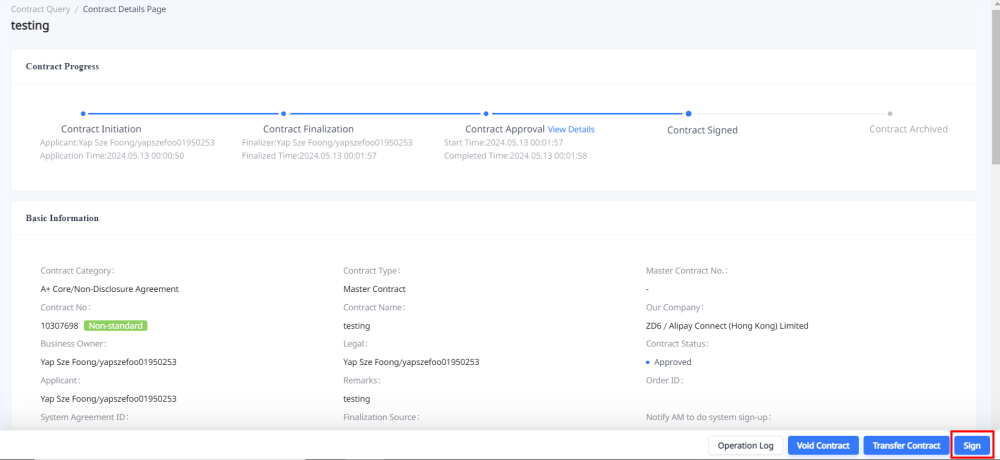 Contract Query / Contract Details Page
testing
Contract Progress
Contract Initiation
Applicant:Yap Sze Foong/yapszefoo01950253
Application Time:2024.05.13 00:00:50
Contract Finalization
Finalizer:Yap Sze Foong/yapszefoo01950253
Finalized Time:2024.05.13 00:01:57
Contract Approval View Details
Start Time:2024.05.13 00:01:57
Completed Time:2024.05.13 00:01:58
Contract Signed
Contract Archived
Basic Information
Contract Category:
A+ Core/Non-Disclosure Agreement
Contract Type:
Master Contract
Master Contract No.:
-
Contract No:
10307698 Non-standard
Contract Name:
testing
Our Company:
ZD6 / Alipay Connect (Hong Kong) Limited
Business Owner:
Yap Sze Foong/yapszefoo01950253
Legal:
Yap Sze Foong/yapszefoo01950253
Contract Status:
Approved
Applicant:
Yap Sze Foong/yapszefoo01950253
Remarks:
testing
Order ID:
System Agreement ID:
Finalization Source:
Notify AM to do system sign-up:
Operation Log
Void Contract
Transfer Contract
Sign